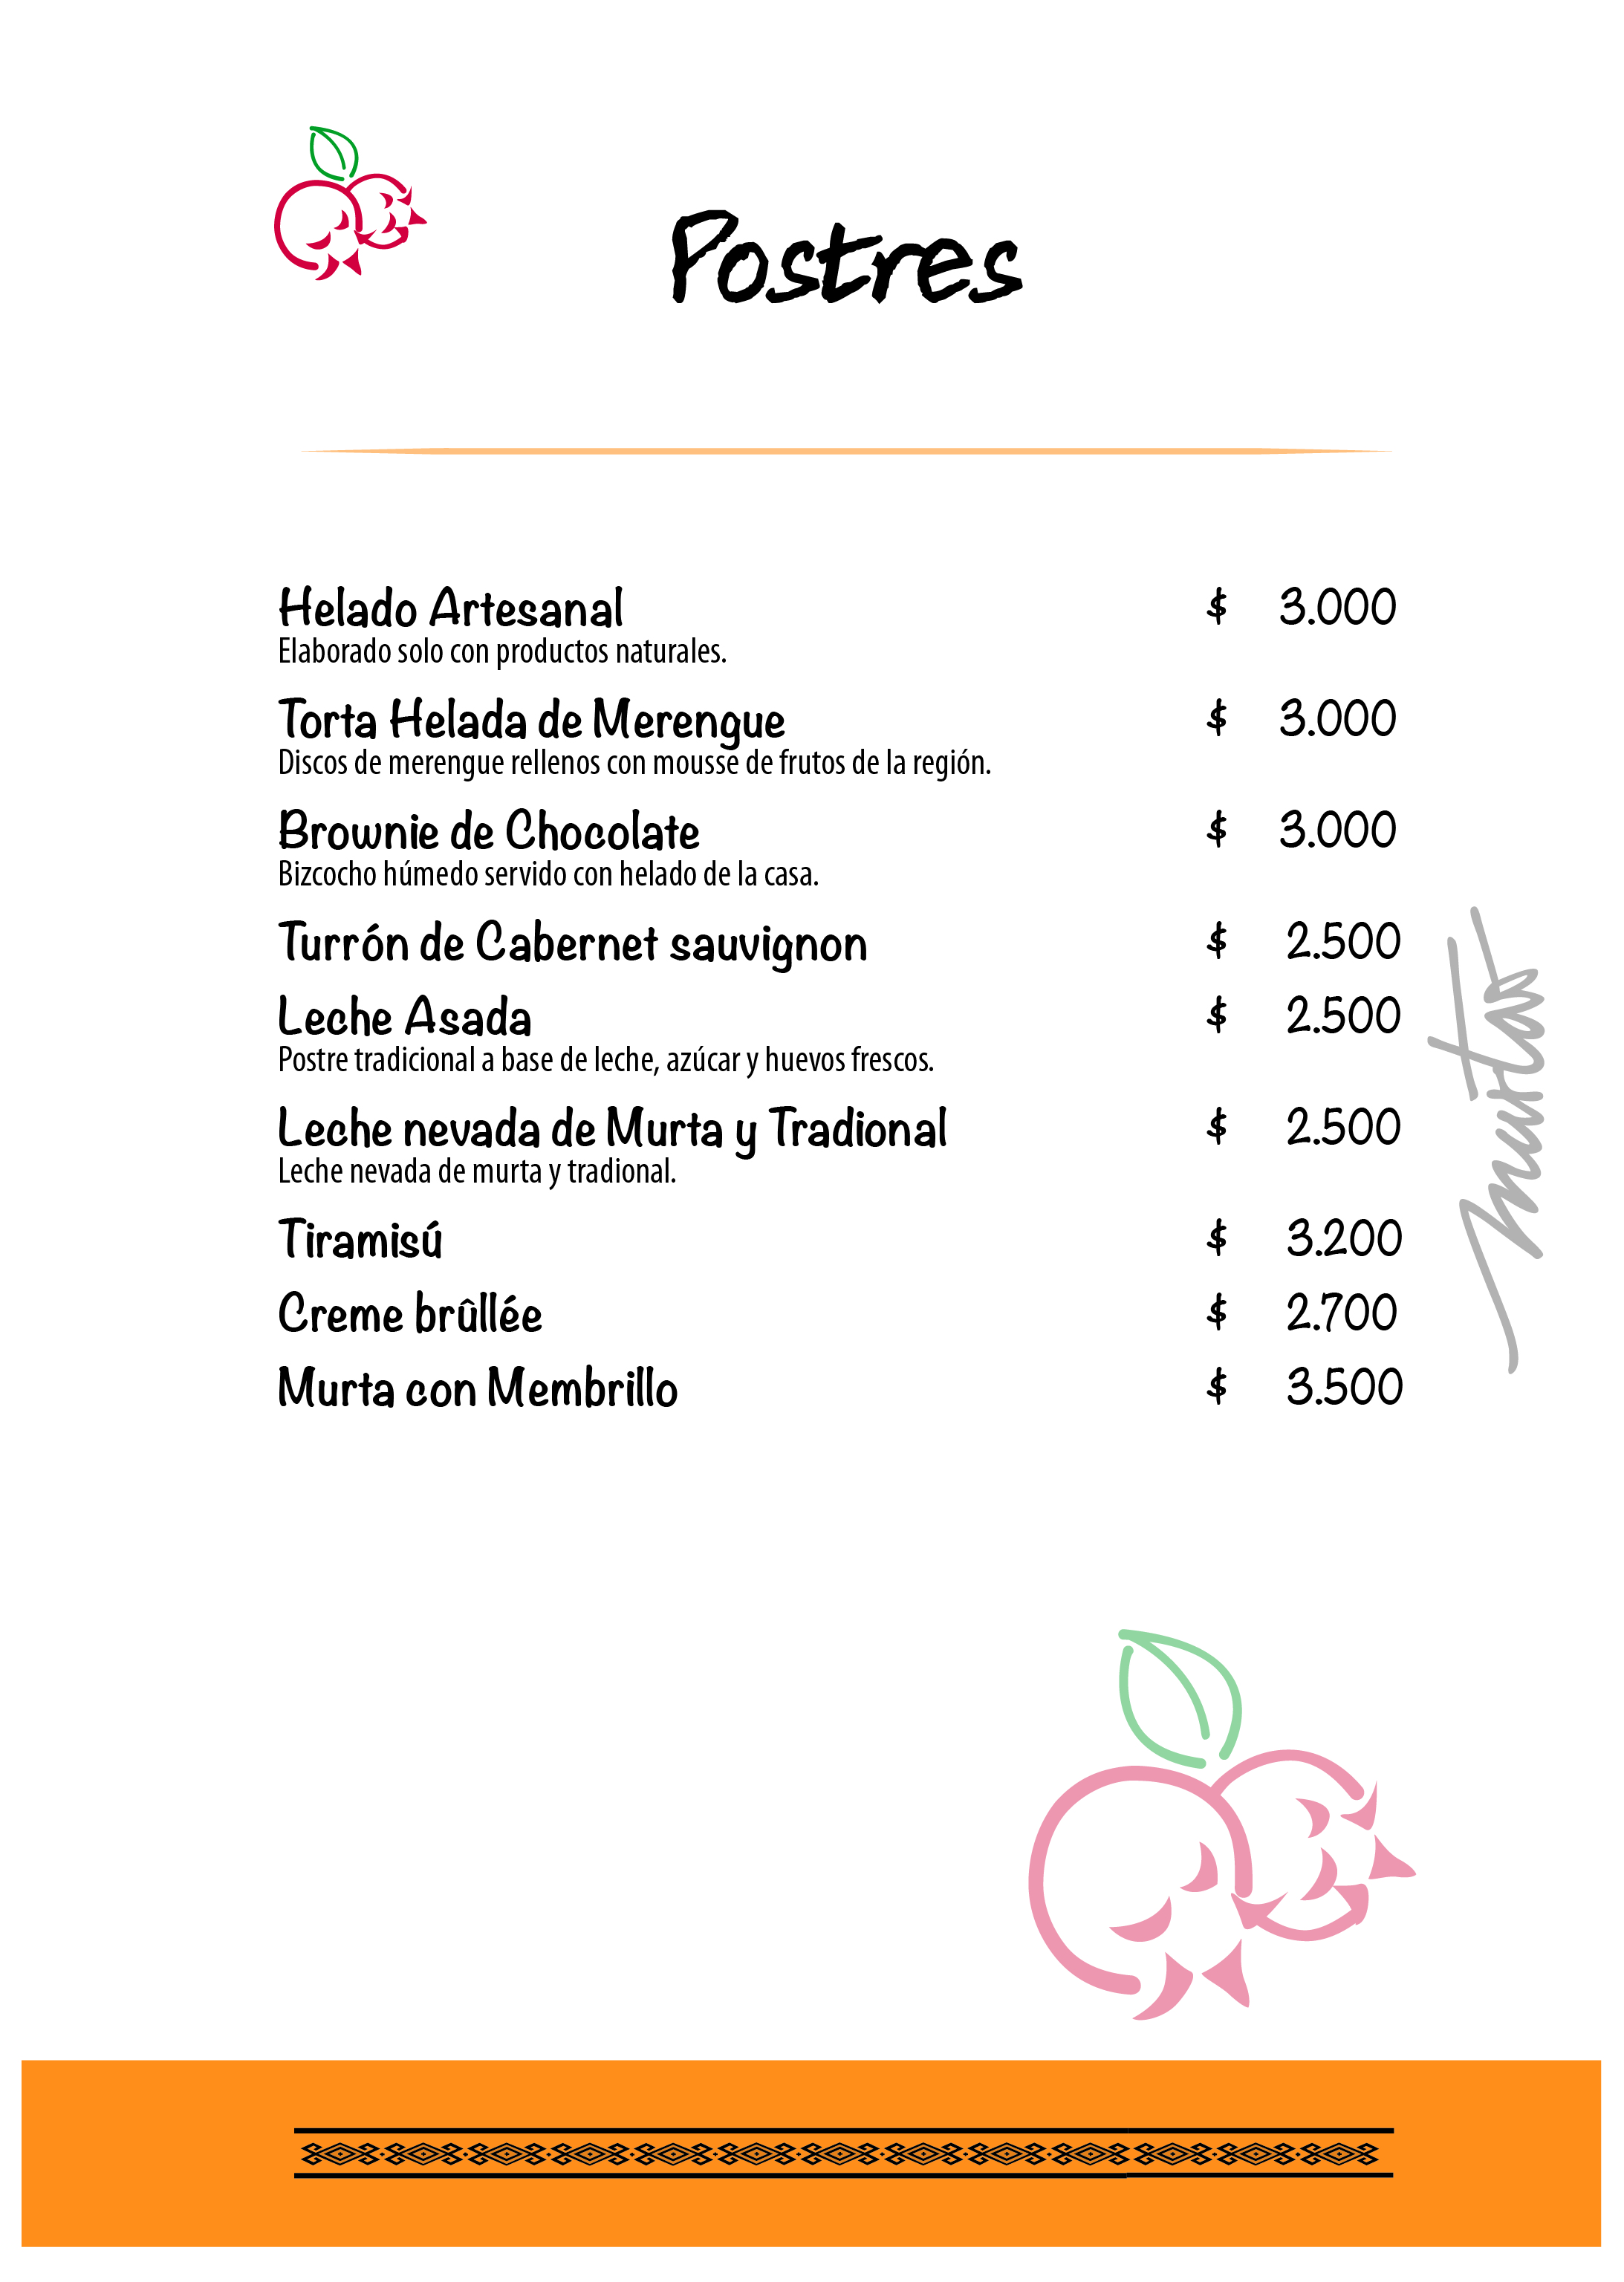 Postres
Helado Artesanal $ 3.000
Elaborado solo con productos naturales.
Torta Helada de Merengue $ 3.000
Discos de merengue rellenos con mousse de frutos de la región.
Brownie de Chocolate $ 3.000
Bizcocho húmedo servido con helado de la casa.
Turrón de Cabernet sauvignon $ 2.500
Leche Asada $ 2.500
Postre tradicional a base de leche, azúcar y huevos frescos.
Leche nevada de Murta y Tradional $ 2.500
Leche nevada de murta y tradional.
Tiramisú $ 3.200
Creme brûllée $ 2.700
Murta con Membrillo $ 3.500
murtas